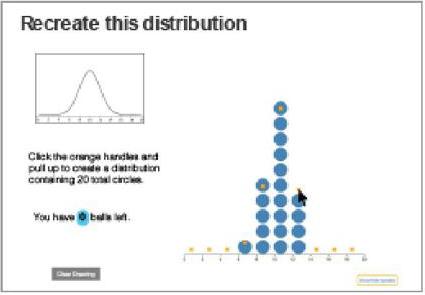 Recreate this distribution
Click the orange handles and
pull up to create a distribution
containing 20 total circles.
You have 0 balls left.
Clear Drawing